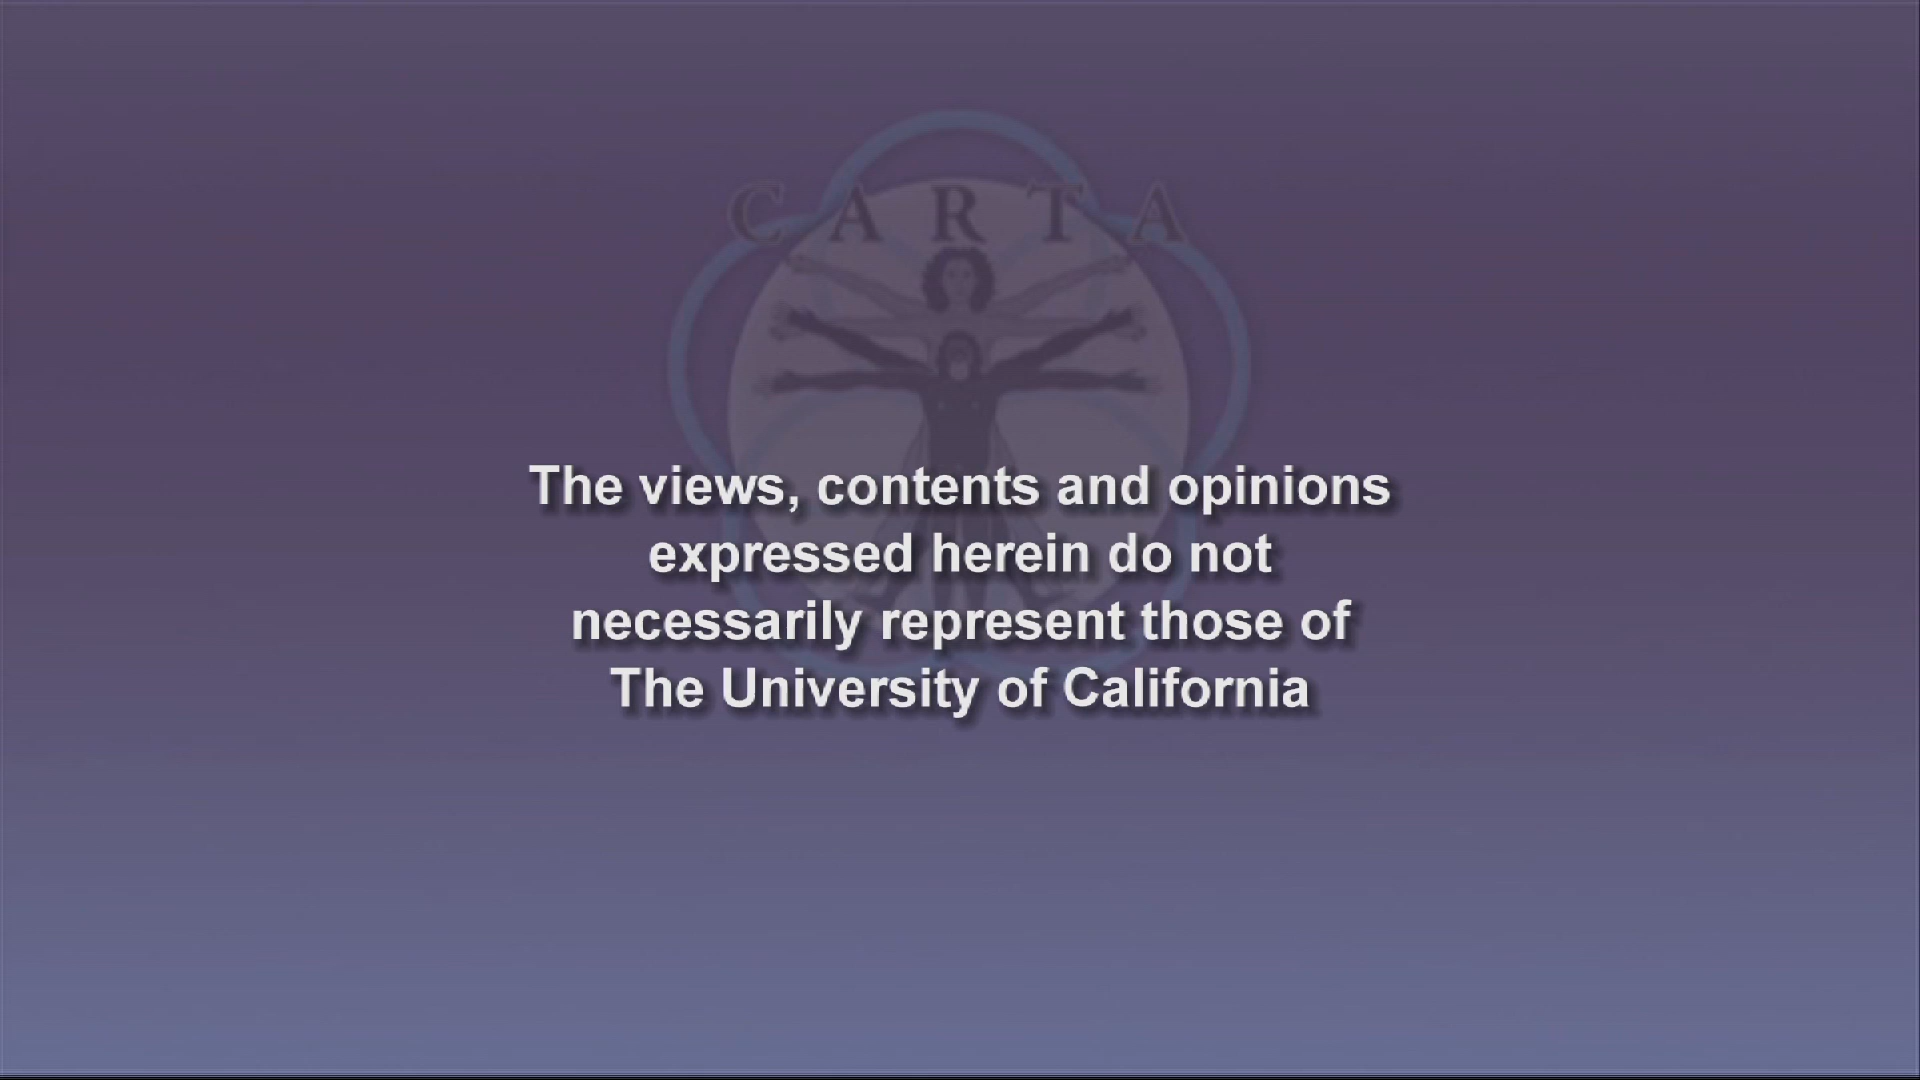 CARTA
The views, contents and opinions
expressed herein do not
necessarily represent those of
The University of California